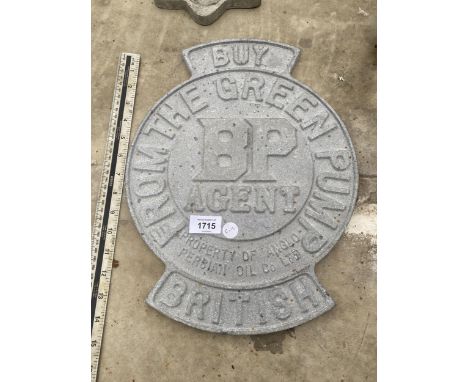 BUY
FROM THE GREEN PUMP
BP
AGENT
1715
PROPERTY OF ANGLO
PERSIAN OIL Co LTD
BRITISH